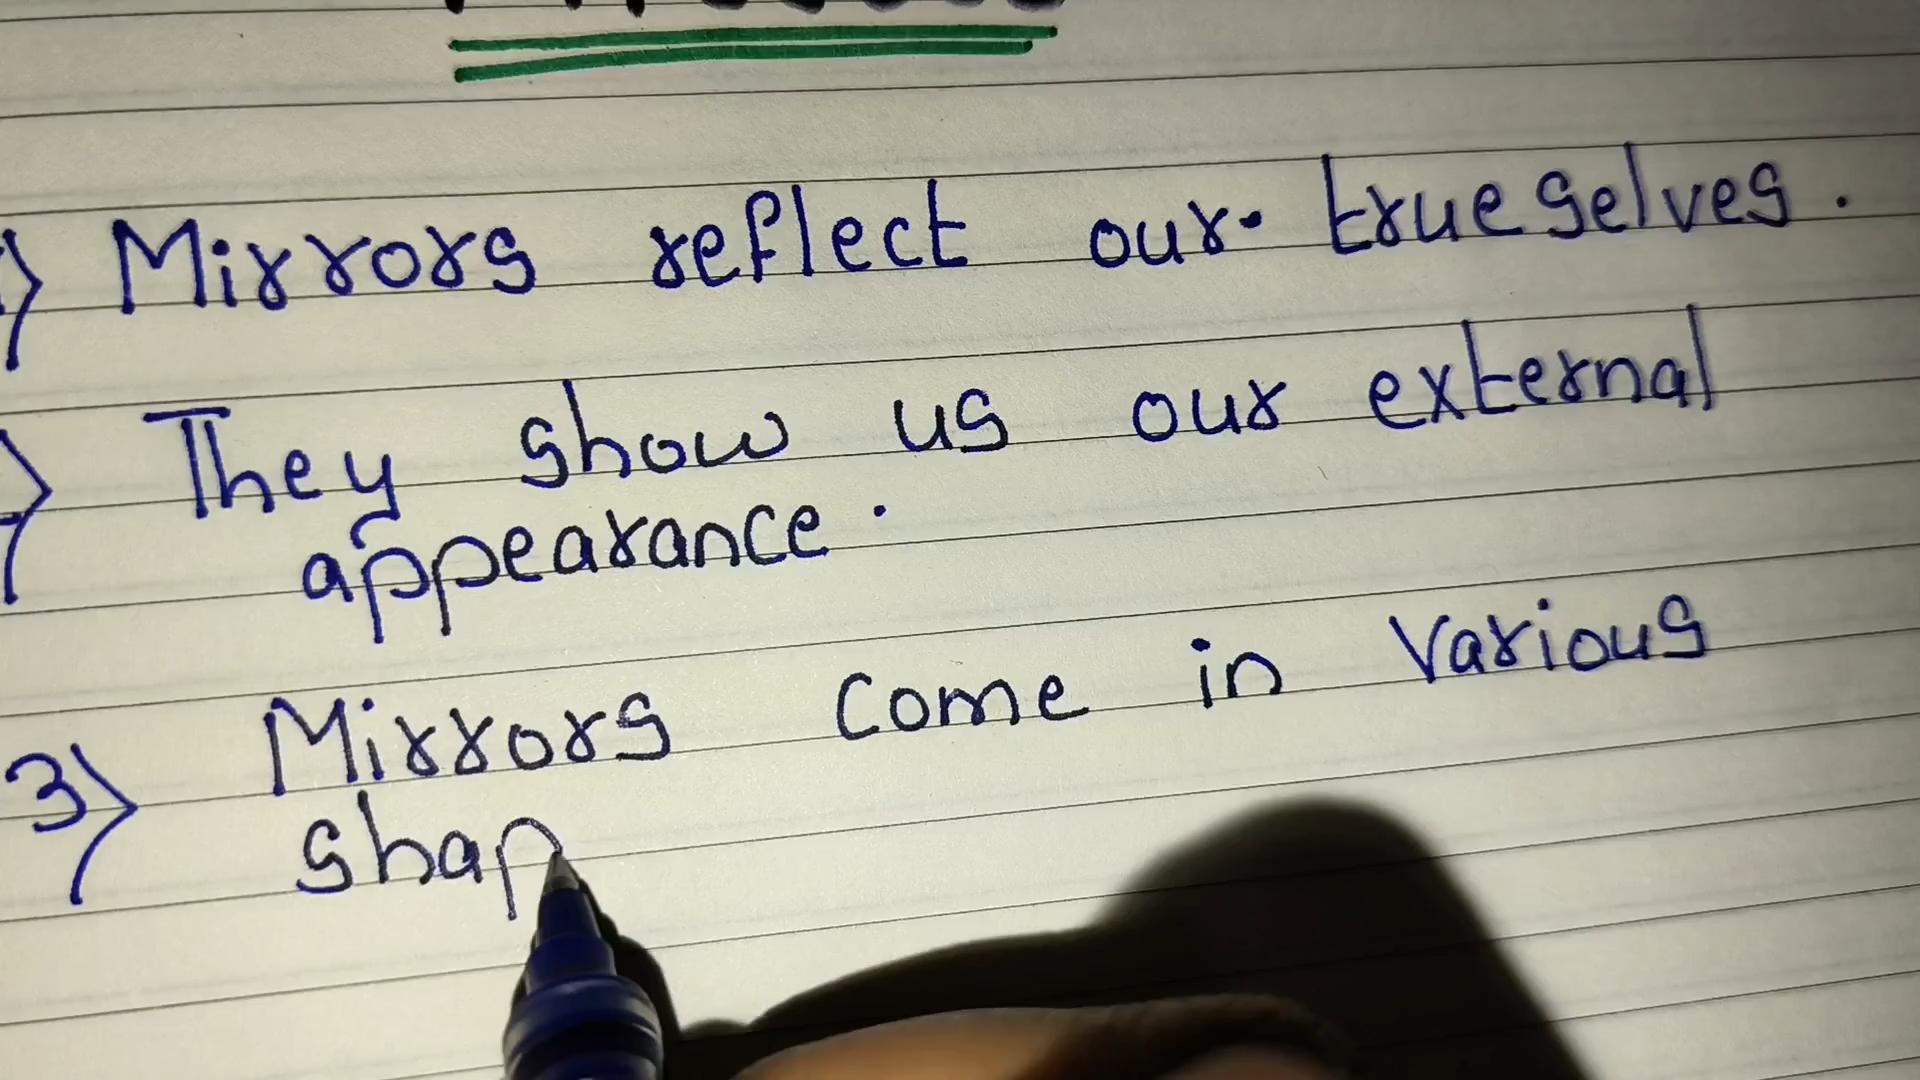 Mirrors reflect our. true selves.
They show us our external
appearance.
3) Mirrors come in various
shap